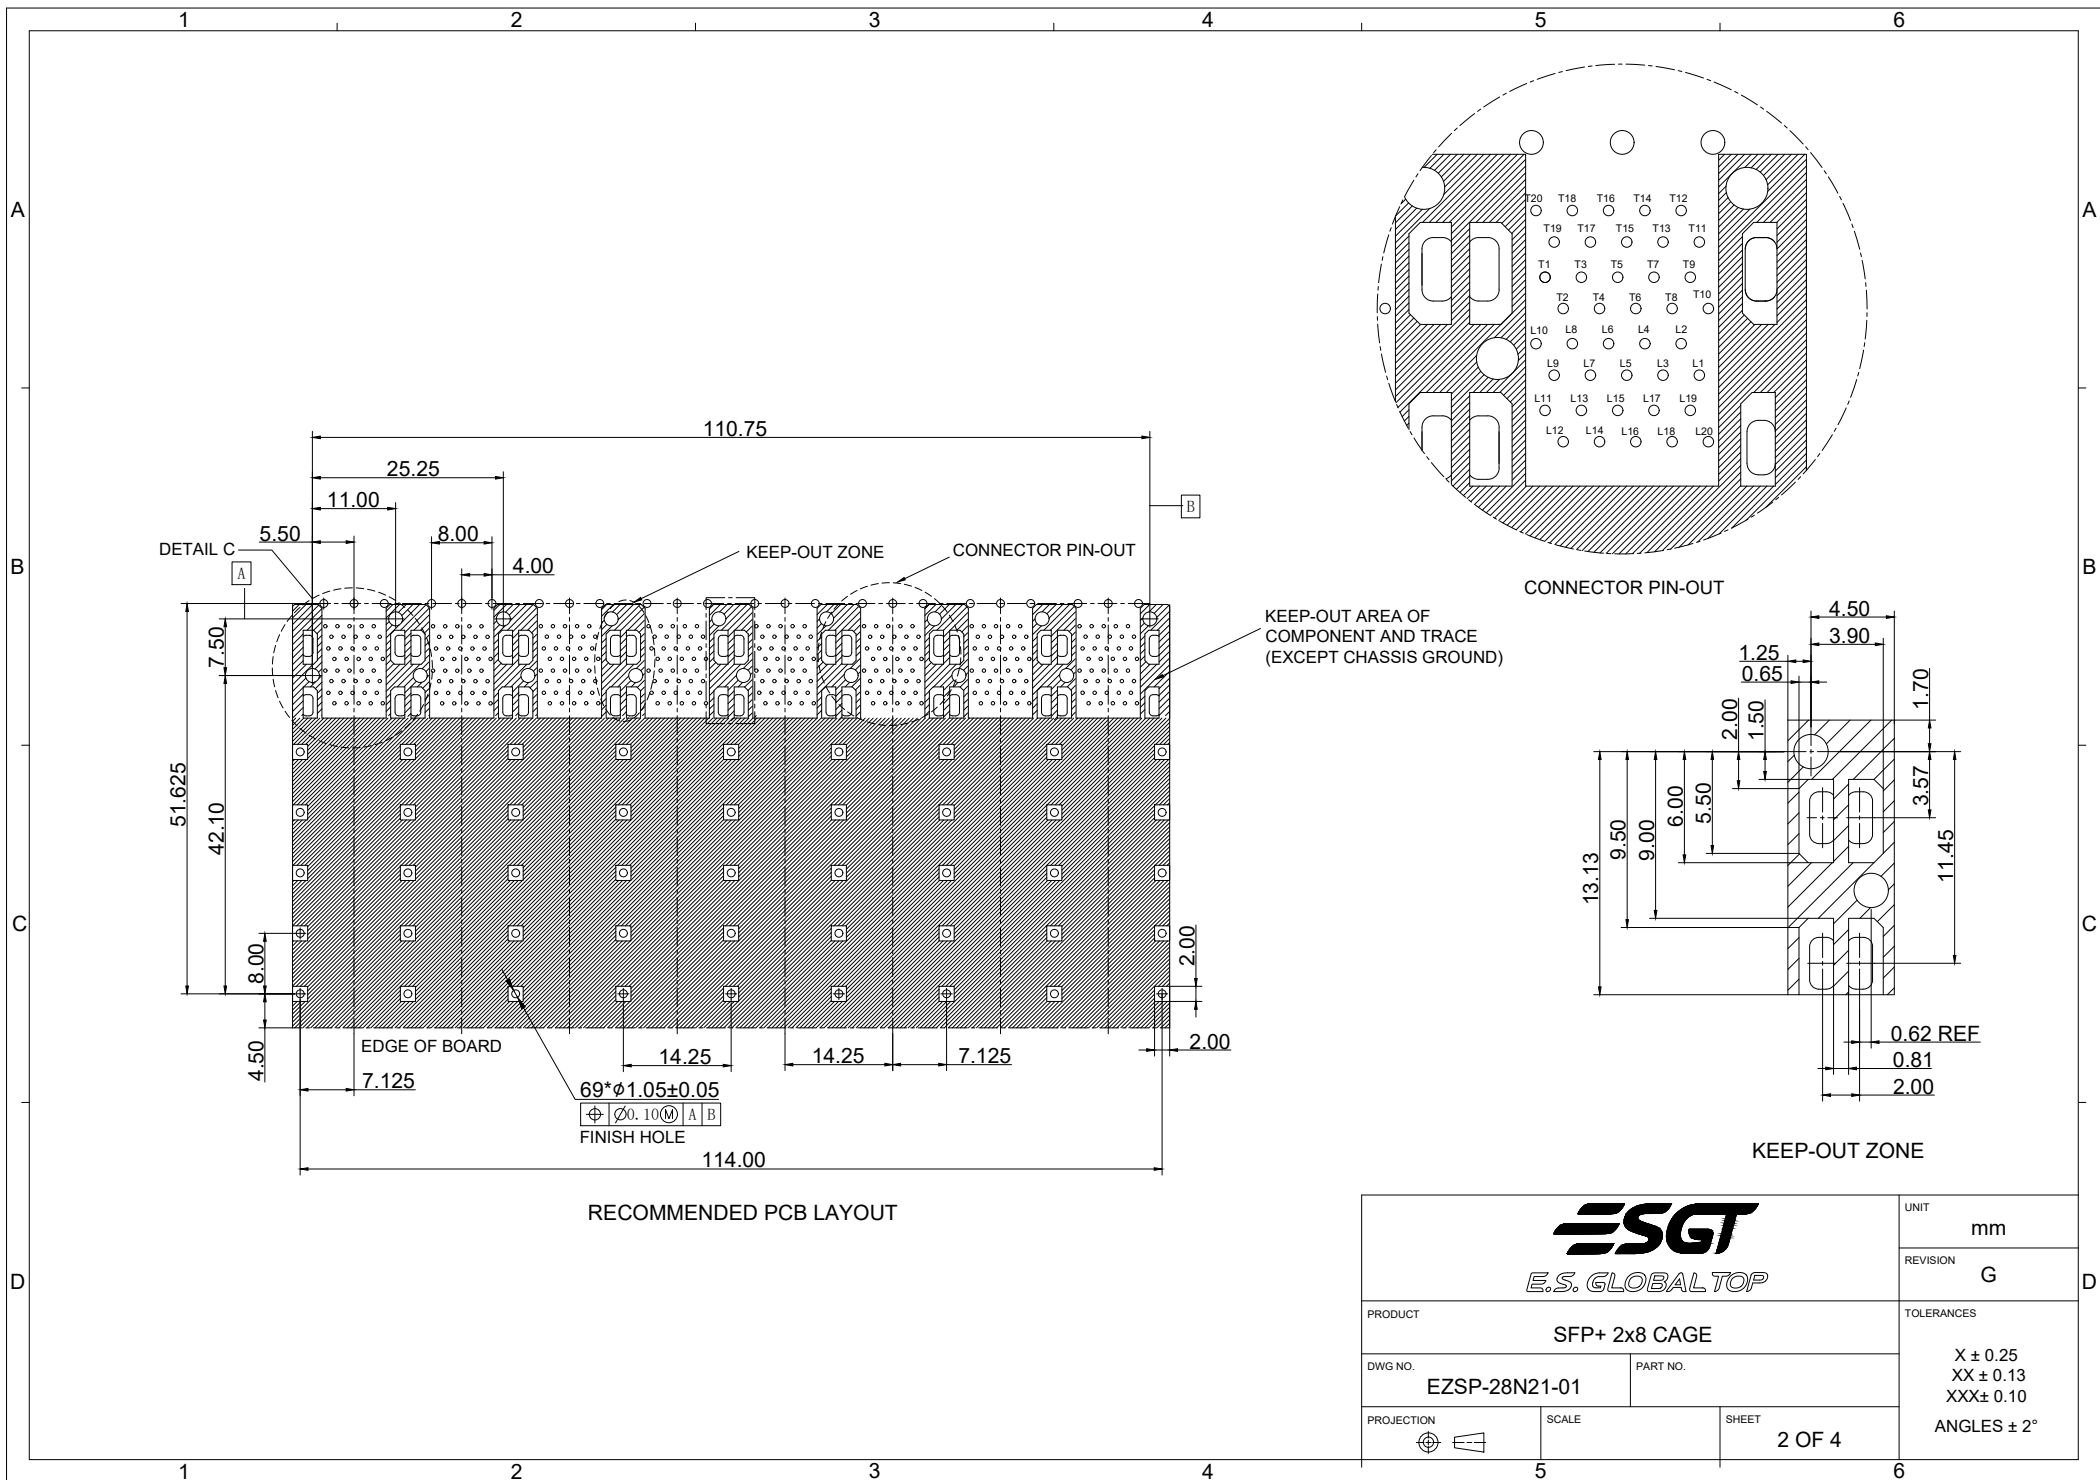 1 2 3 4 5 6
A A
B B
C C
D D
110.75
25.25
11.00
5.50
8.00
4.00
DETAIL C
A
B
KEEP-OUT ZONE
CONNECTOR PIN-OUT
KEEP-OUT AREA OF
COMPONENT AND TRACE
(EXCEPT CHASSIS GROUND)
7.50
51.625
42.10
8.00
4.50
EDGE OF BOARD
7.125
14.25
14.25
7.125
2.00
2.00
69*⌀1.05±0.05
⌖ ∅0.10Ⓜ A B
FINISH HOLE
114.00
RECOMMENDED PCB LAYOUT
T20 T18 T16 T14 T12
T19 T17 T15 T13 T11
T1 T3 T5 T7 T9
T2 T4 T6 T8 T10
L10 L8 L6 L4 L2
L9 L7 L5 L3 L1
L11 L13 L15 L17 L19
L12 L14 L16 L18 L20
CONNECTOR PIN-OUT
4.50
3.90
1.25
0.65
1.70
2.00
1.50
3.57
6.00
5.50
9.50
9.00
13.13
11.45
0.62 REF
0.81
2.00
KEEP-OUT ZONE
ESGT
E.S. GLOBAL TOP
UNIT
mm
REVISION
G
PRODUCT
SFP+ 2x8 CAGE
TOLERANCES
X ± 0.25
XX ± 0.13
XXX± 0.10
ANGLES ± 2°
DWG NO.
EZSP-28N21-01
PART NO.
PROJECTION
SCALE
SHEET
2 OF 4
1 2 3 4 5 6